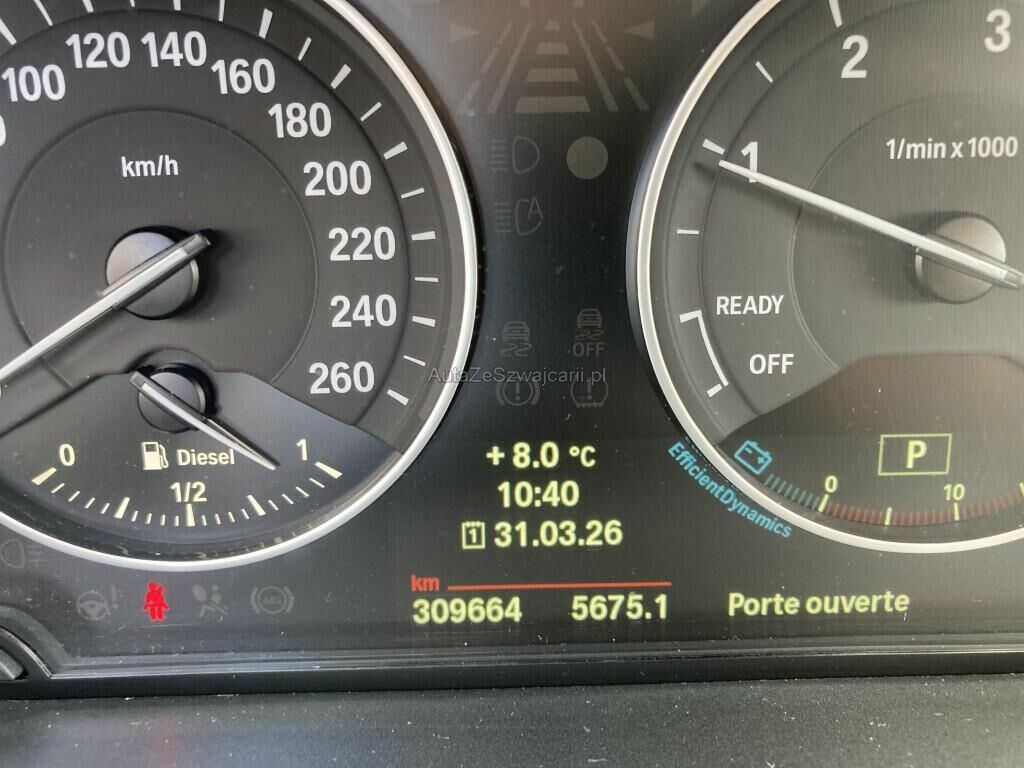 100
120
140
160
180
200
220
240
260
km/h
0
1/2
1
Diesel
A
OFF
AutaZeSzwajcarii.pl
+ 8.0 °C
10:40
1 31.03.26
km
309664 5675.1
1
2
3
1/min x 1000
READY
OFF
EfficientDynamics
P
0
10
Porte ouverte